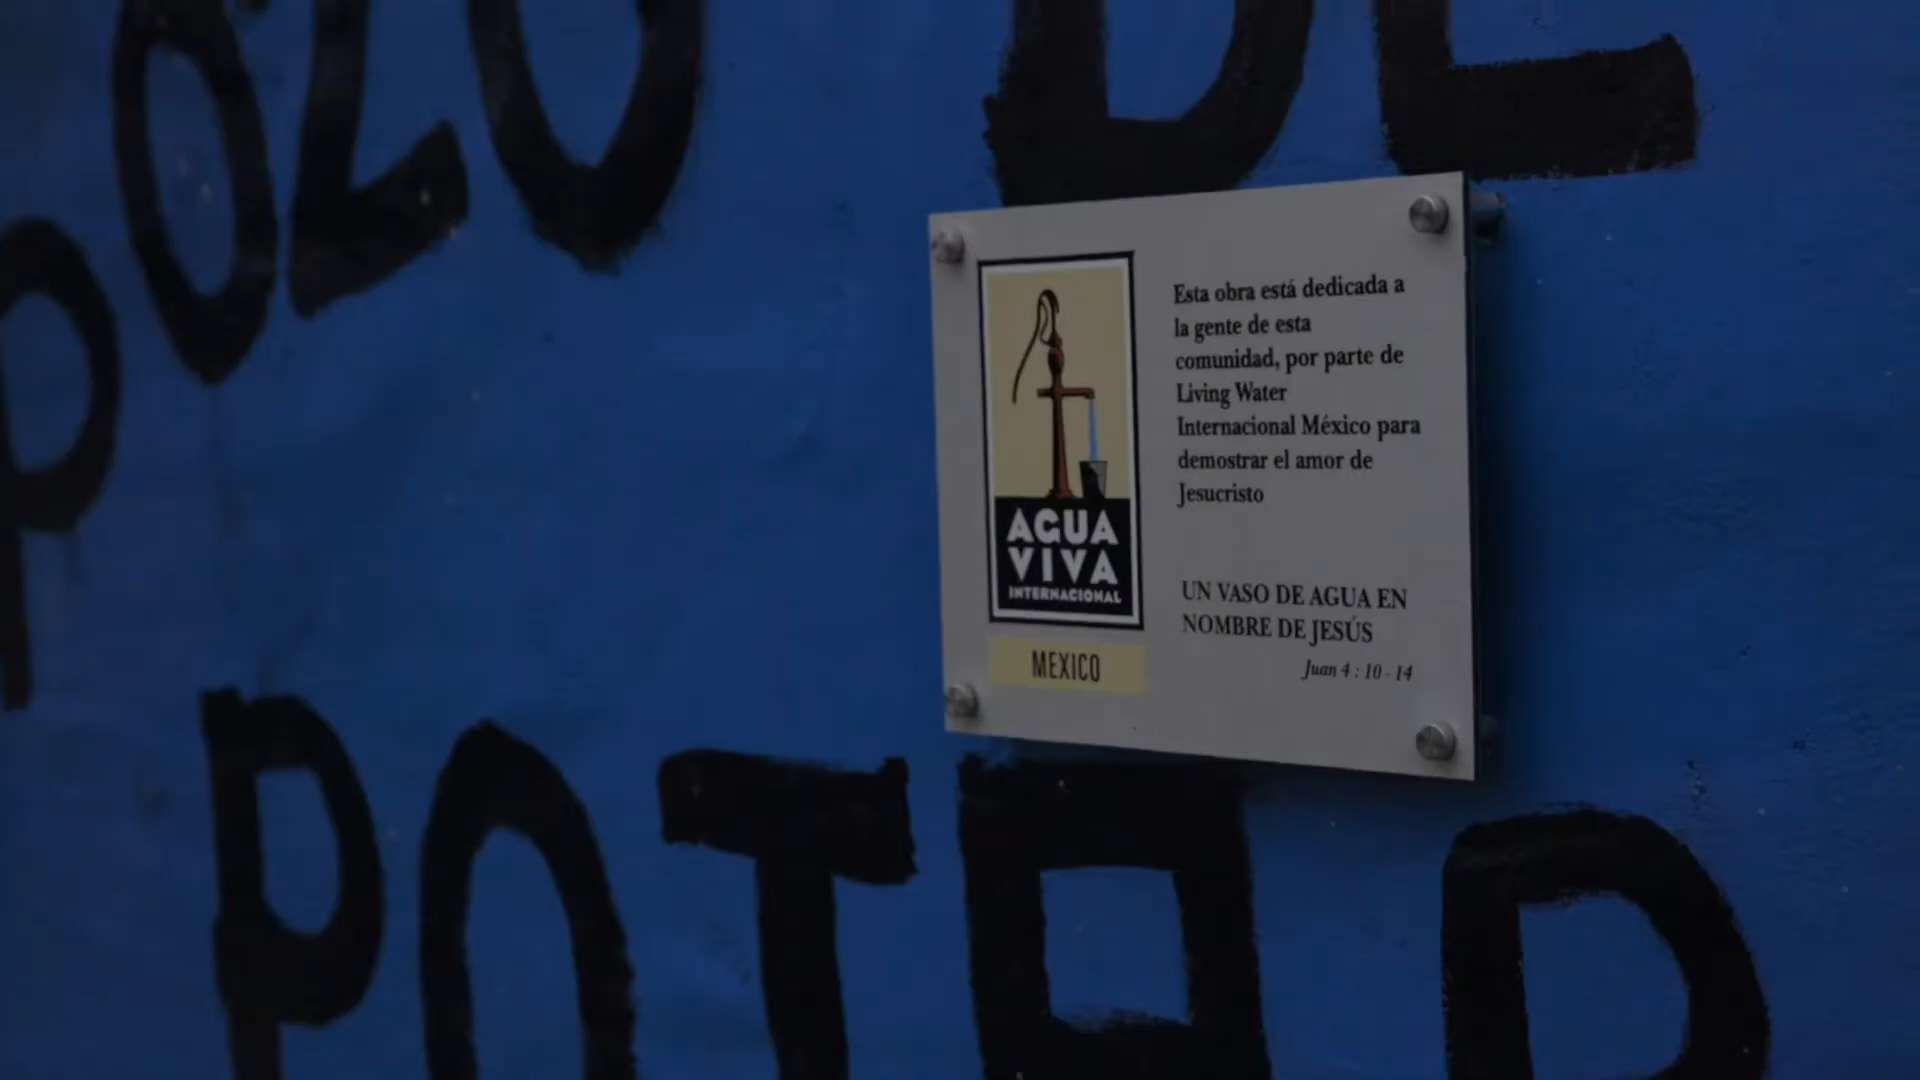 POZO DE
P
POTAB
Esta obra está dedicada a
la gente de esta
comunidad, por parte de
Living Water
Internacional México para
demostrar el amor de
Jesucristo
UN VASO DE AGUA EN
NOMBRE DE JESÚS
Juan 4 : 10 - 14
AGUA
VIVA
INTERNACIONAL
MEXICO